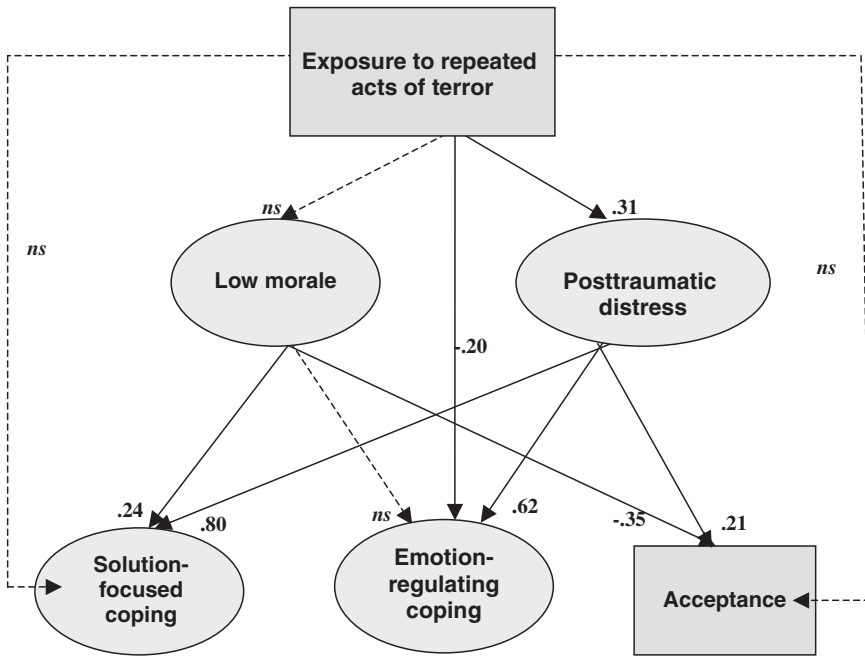 Exposure to repeated
acts of terror
ns
.31
ns
Low morale
Posttraumatic
distress
ns
-.20
.24
.80
ns
.62
-.35
.21
Solution-
focused
coping
Emotion-
regulating
coping
Acceptance